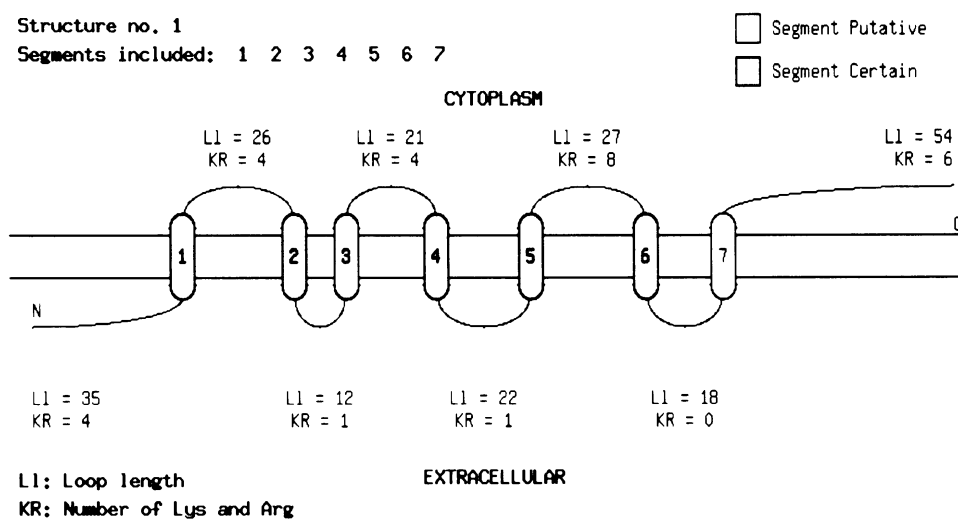 Structure no. 1
Segments included: 1 2 3 4 5 6 7
Segment Putative
Segment Certain
CYTOPLASM
Ll = 26
KR = 4
Ll = 21
KR = 4
Ll = 27
KR = 8
Ll = 54
KR = 6
1 2 3 4 5 6 7
C
N
Ll = 35
KR = 4
Ll = 12
KR = 1
Ll = 22
KR = 1
Ll = 18
KR = 0
Ll: Loop length
KR: Number of Lys and Arg
EXTRACELLULAR